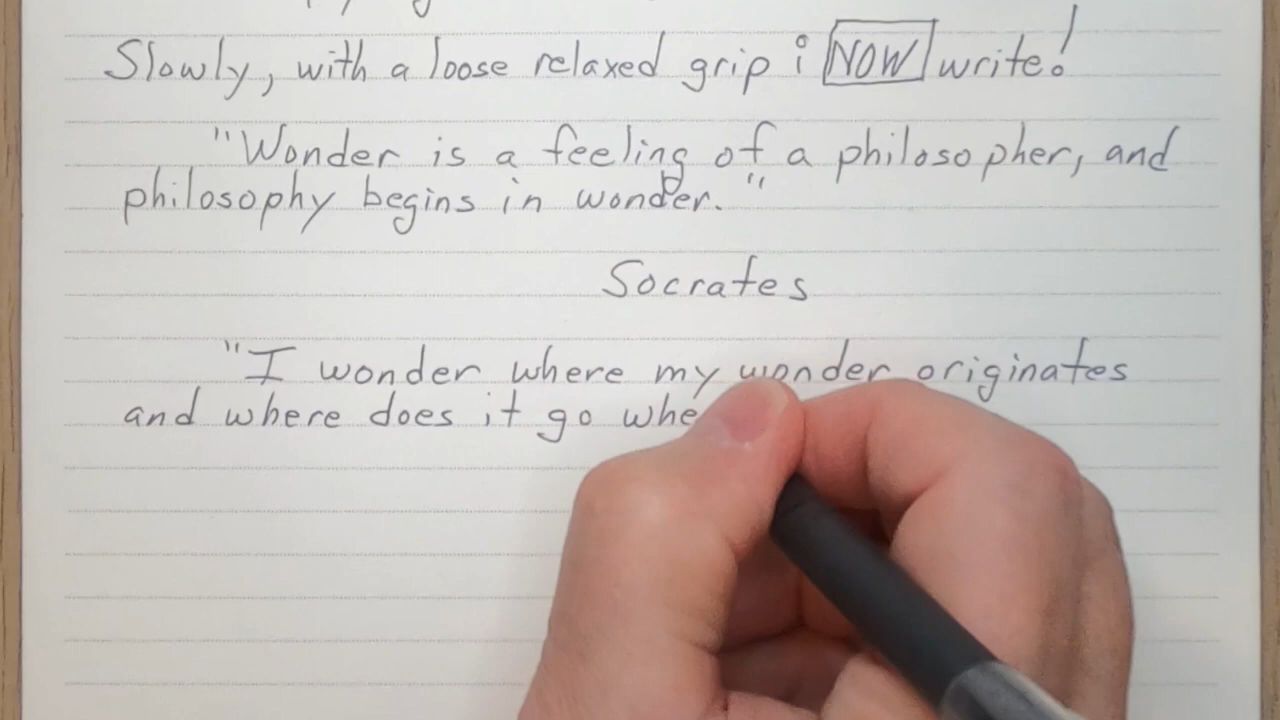 Slowly, with a loose relaxed grip i NOW write!
"Wonder is a feeling of a philosopher, and
philosophy begins in wonder."
Socrates
"I wonder where my wonder originates
and where does it go whe